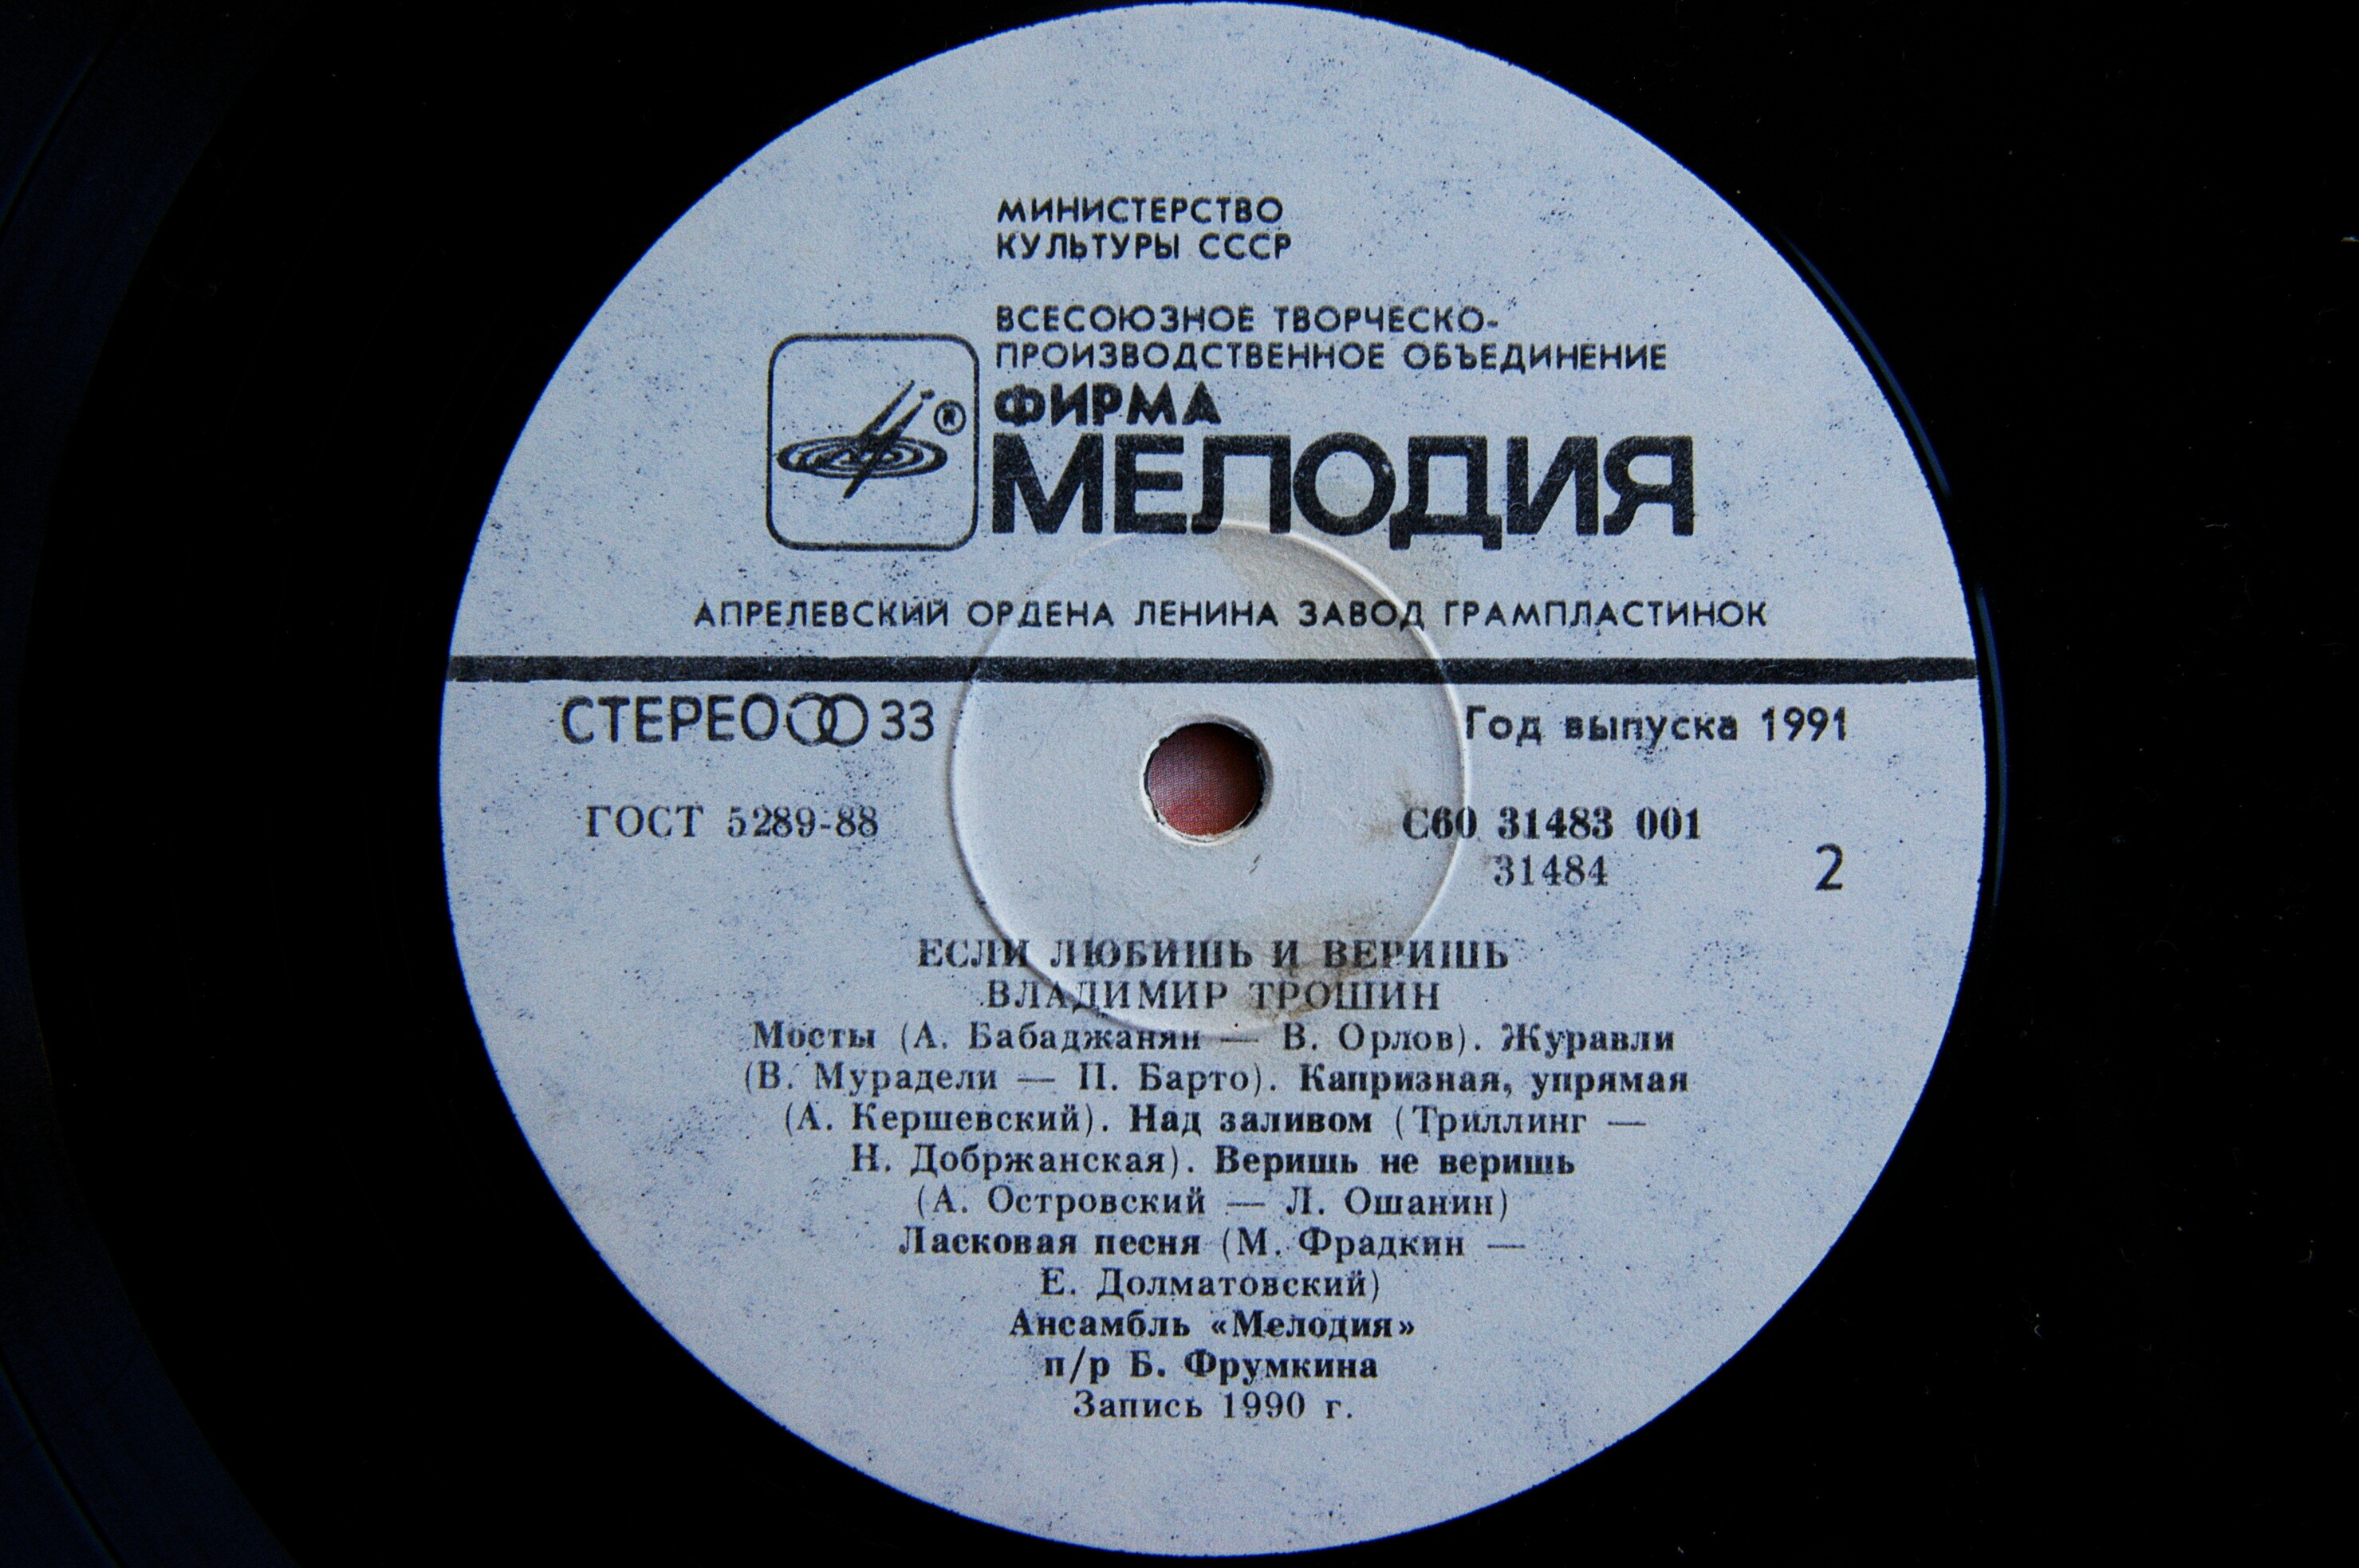 МИНИСТЕРСТВО
КУЛЬТУРЫ СССР
ВСЕСОЮЗНОЕ ТВОРЧЕСКО-
ПРОИЗВОДСТВЕННОЕ ОБЪЕДИНЕНИЕ
ФИРМА
®
МЕЛОДИЯ
АПРЕЛЕВСКИЙ ОРДЕНА ЛЕНИНА ЗАВОД ГРАМПЛАСТИНОК
СТЕРЕО 33
Год выпуска 1991
ГОСТ 5289-88
С60 31483 001
31484
2
ЕСЛИ ЛЮБИШЬ И ВЕРИШЬ
ВЛАДИМИР ТРОШИН
Мосты (А. Бабаджанян — В. Орлов). Журавли
(В. Мурадели — П. Барто). Капризная, упрямая
(А. Кершевский). Над заливом (Триллинг —
Н. Добржанская). Веришь не веришь
(А. Островский — Л. Ошанин)
Ласковая песня (М. Фрадкин —
Е. Долматовский)
Ансамбль «Мелодия»
п/р Б. Фрумкина
Запись 1990 г.